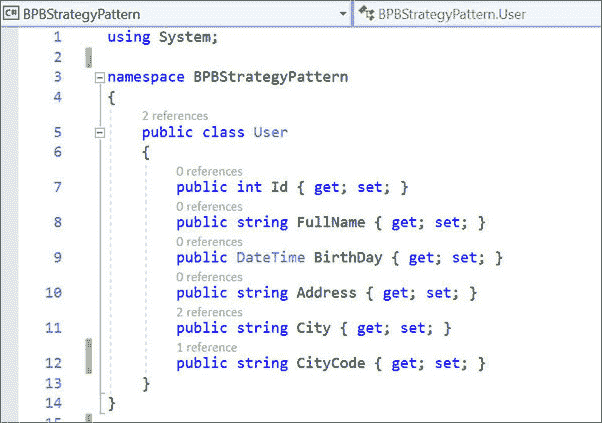 C# BPBStrategyPattern BPBStrategyPattern.User
1 using System;
2
3 namespace BPBStrategyPattern
4 {
2 references
5 public class User
6 {
0 references
7 public int Id { get; set; }
0 references
8 public string FullName { get; set; }
0 references
9 public DateTime BirthDay { get; set; }
0 references
10 public string Address { get; set; }
2 references
11 public string City { get; set; }
1 reference
12 public string CityCode { get; set; }
13 }
14 }
15